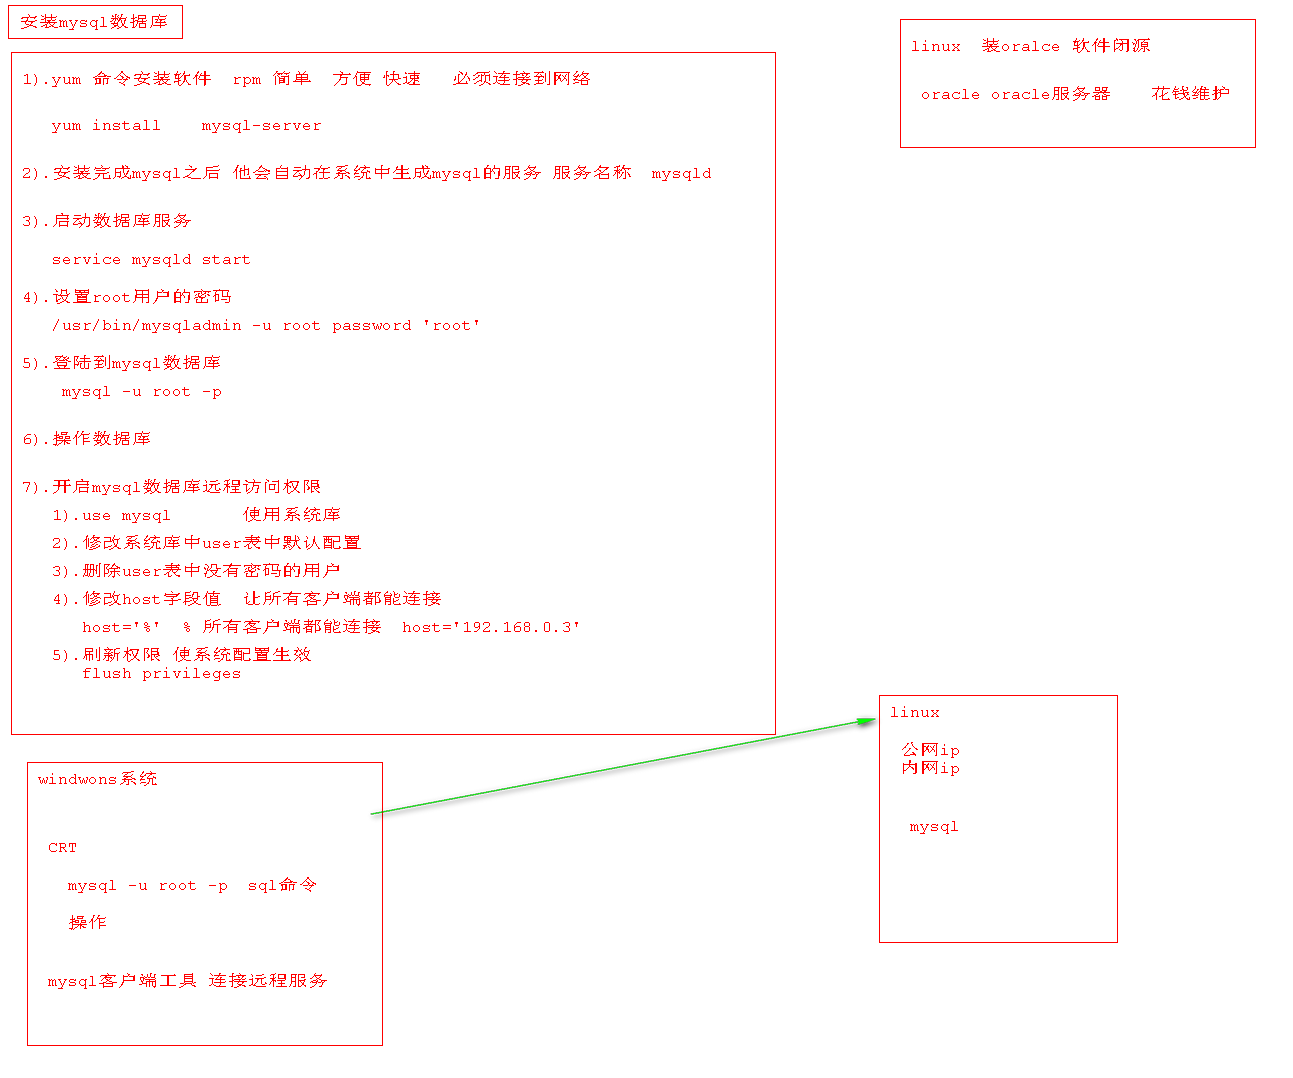 安装mysql数据库
1).yum 命令安装软件 rpm 简单 方便 快速 必须连接到网络
yum install mysql-server
2).安装完成mysql之后 他会自动在系统中生成mysql的服务 服务名称 mysqld
3).启动数据库服务
service mysqld start
4).设置root用户的密码
/usr/bin/mysqladmin -u root password 'root'
5).登陆到mysql数据库
mysql -u root -p
6).操作数据库
7).开启mysql数据库远程访问权限
1).use mysql 使用系统库
2).修改系统库中user表中默认配置
3).删除user表中没有密码的用户
4).修改host字段值 让所有客户端都能连接
host='%' % 所有客户端都能连接 host='192.168.0.3'
5).刷新权限 使系统配置生效
flush privileges
linux 装oralce 软件闭源
oracle oracle服务器 花钱维护
windwons系统
CRT
mysql -u root -p sql命令
操作
mysql客户端工具 连接远程服务
linux
公网ip
内网ip
mysql